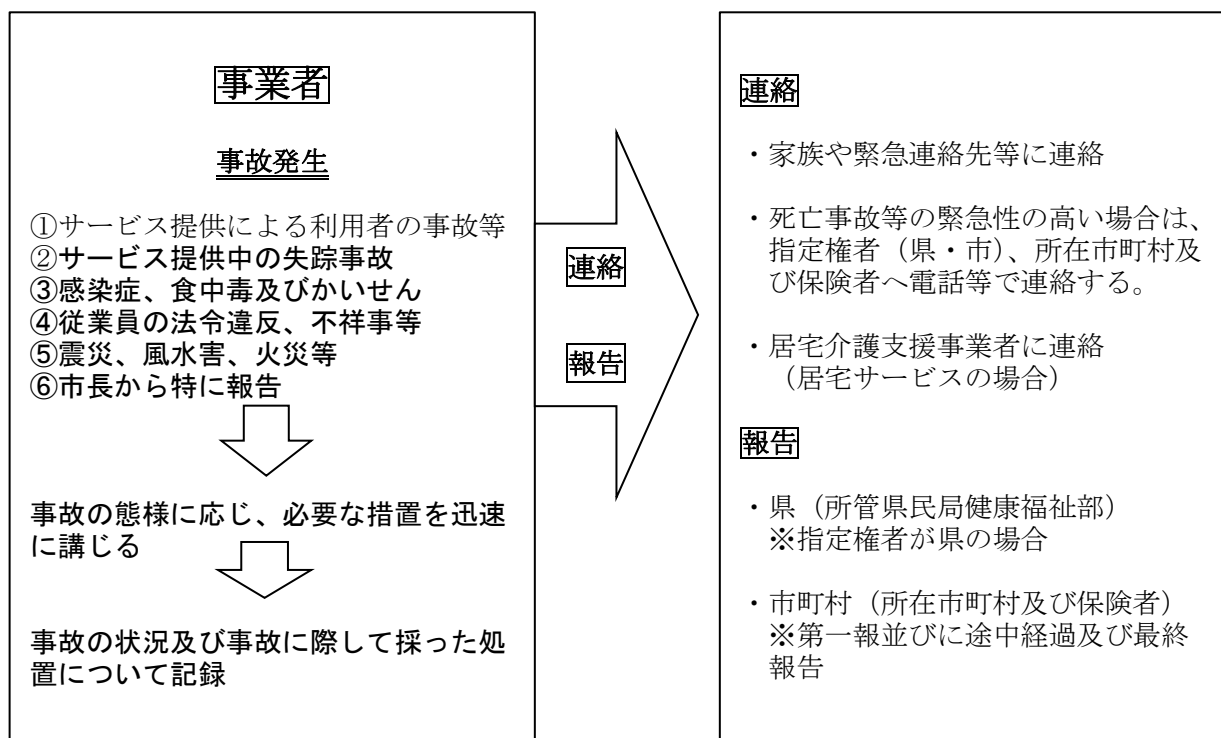 事業者
事故発生
①サービス提供による利用者の事故等
②サービス提供中の失踪事故
③感染症、食中毒及びかいせん
④従業員の法令違反、不祥事等
⑤震災、風水害、火災等
⑥市長から特に報告
事故の態様に応じ、必要な措置を迅速
に講じる
事故の状況及び事故に際して採った処
置について記録
連絡
報告
連絡
・家族や緊急連絡先等に連絡
・死亡事故等の緊急性の高い場合は、
指定権者（県・市）、所在市町村及
び保険者へ電話等で連絡する。
・居宅介護支援事業者に連絡
（居宅サービスの場合）
報告
・県（所管県民局健康福祉部）
※指定権者が県の場合
・市町村（所在市町村及び保険者）
※第一報並びに途中経過及び最終
報告